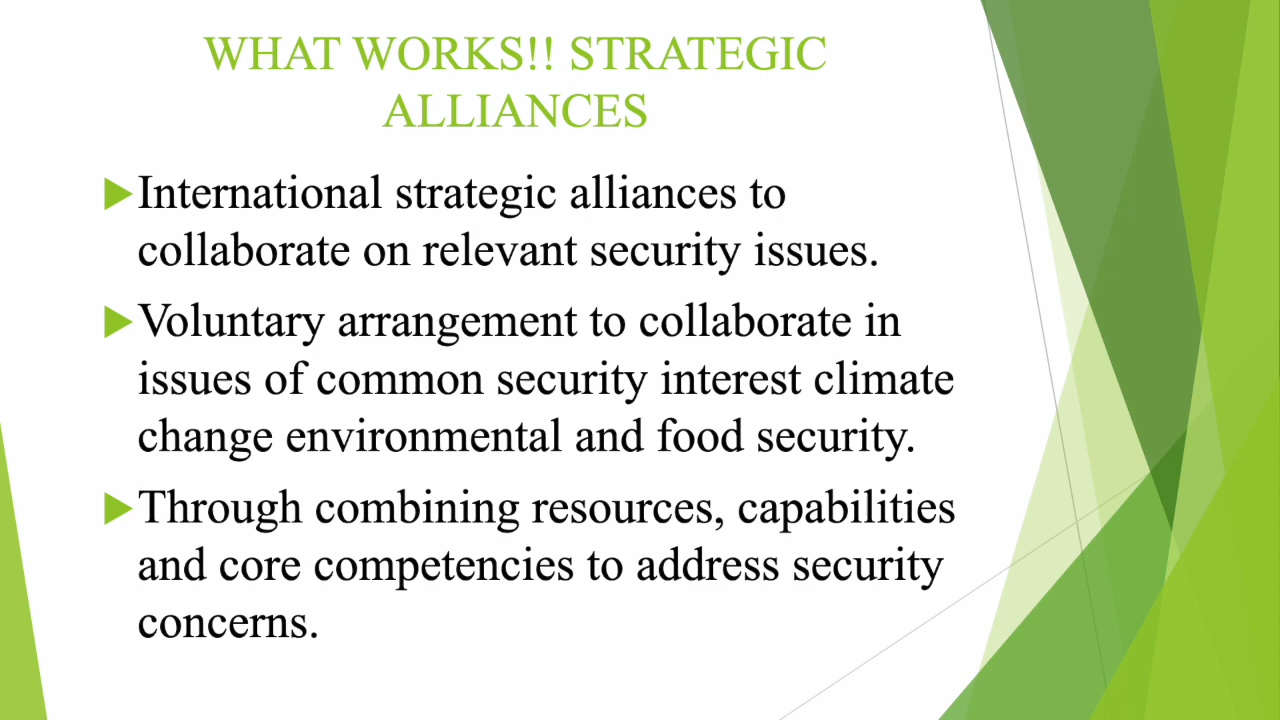 WHAT WORKS!! STRATEGIC
ALLIANCES
International strategic alliances to
collaborate on relevant security issues.
Voluntary arrangement to collaborate in
issues of common security interest climate
change environmental and food security.
Through combining resources, capabilities
and core competencies to address security
concerns.